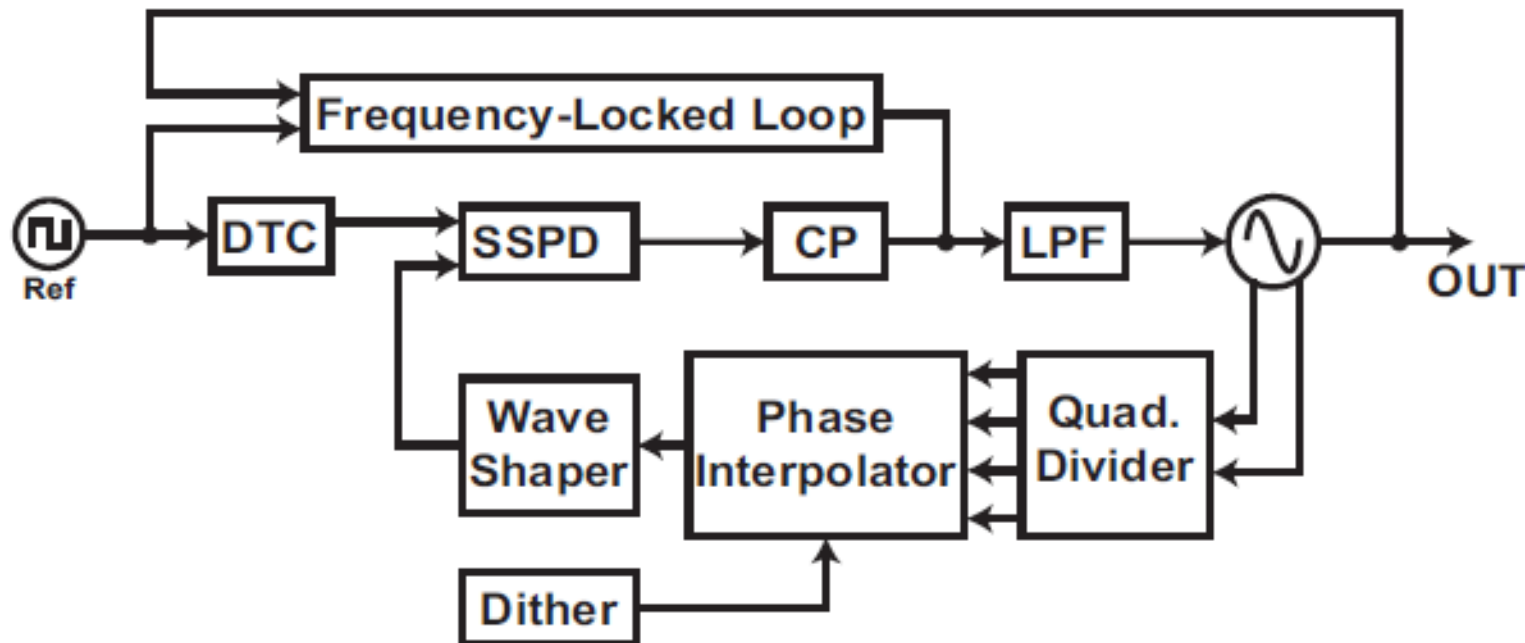 Frequency-Locked Loop
Ref
DTC
SSPD
CP
LPF
OUT
Wave
Shaper
Phase
Interpolator
Quad.
Divider
Dither